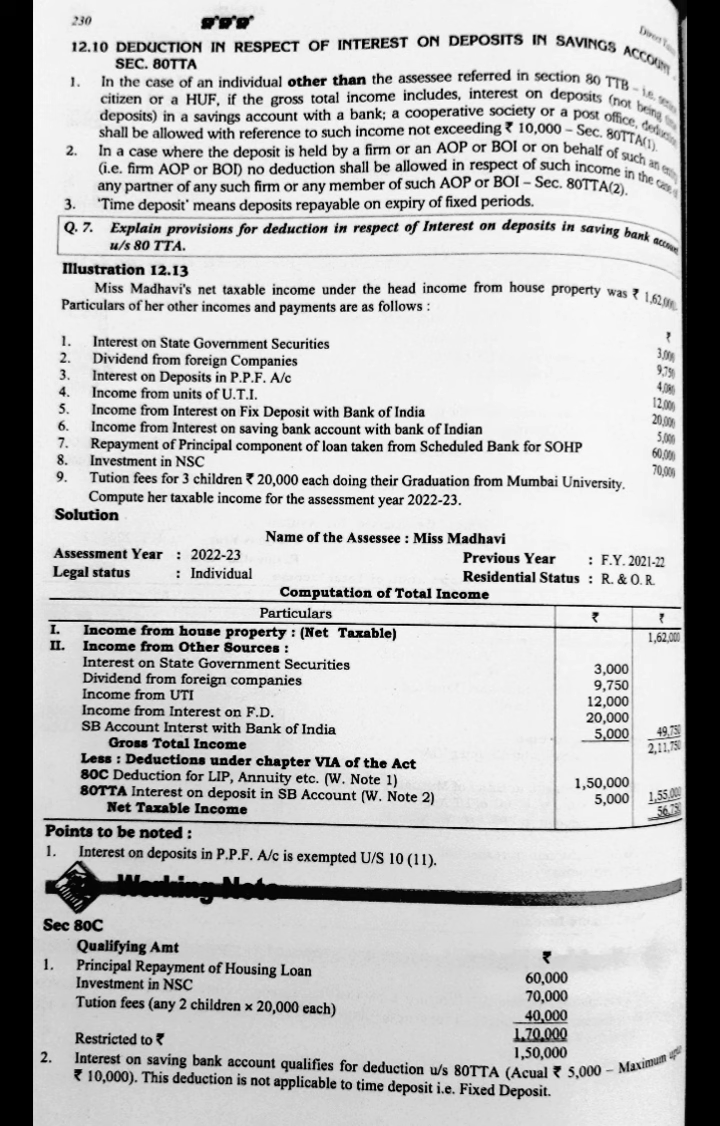 230
Direct Tax
12.10 DEDUCTION IN RESPECT OF INTEREST ON DEPOSITS IN SAVINGS ACCOUNT -
SEC. 80TTA
1. In the case of an individual other than the assessee referred in section 80 TTB - i.e.
citizen or a HUF, if the gross total income includes, interest on deposits (not being
deposits) in a savings account with a bank; a cooperative society or a post office,
shall be allowed with reference to such income not exceeding ₹ 10,000 – Sec. 80TTA(1).
2. In a case where the deposit is held by a firm or an AOP or BOI or on behalf of such an
(i.e. firm AOP or BOI) no deduction shall be allowed in respect of such income in the case of
any partner of any such firm or any member of such AOP or BOI – Sec. 80TTA(2).
3. 'Time deposit' means deposits repayable on expiry of fixed periods.
Q. 7. Explain provisions for deduction in respect of Interest on deposits in saving bank account
u/s 80 TTA.
Illustration 12.13
Miss Madhavi's net taxable income under the head income from house property was ₹ 1,62,000.
Particulars of her other incomes and payments are as follows :
₹
1. Interest on State Government Securities 3,000
2. Dividend from foreign Companies 9,750
3. Interest on Deposits in P.P.F. A/c
4. Income from units of U.T.I. 12,000
5. Income from Interest on Fix Deposit with Bank of India 20,000
6. Income from Interest on saving bank account with bank of Indian 5,000
7. Repayment of Principal component of loan taken from Scheduled Bank for SOHP 60,000
8. Investment in NSC 70,000
9. Tution fees for 3 children ₹ 20,000 each doing their Graduation from Mumbai University.
Compute her taxable income for the assessment year 2022-23.
Solution
Name of the Assessee : Miss Madhavi
Assessment Year : 2022-23 Previous Year : F.Y. 2021-22
Legal status : Individual Residential Status : R. & O. R.
Computation of Total Income
Particulars ₹ ₹
I. Income from house property : (Net Taxable) 1,62,000
II. Income from Other Sources :
Interest on State Government Securities 3,000
Dividend from foreign companies 9,750
Income from UTI 12,000
Income from Interest on F.D. 20,000
SB Account Interst with Bank of India 5,000 49,750
Gross Total Income 2,11,750
Less : Deductions under chapter VIA of the Act
80C Deduction for LIP, Annuity etc. (W. Note 1) 1,50,000
80TTA Interest on deposit in SB Account (W. Note 2) 5,000 1,55,000
Net Taxable Income 56,750
Points to be noted :
1. Interest on deposits in P.P.F. A/c is exempted U/S 10 (11).
Working Note
Sec 80C
Qualifying Amt ₹
1. Principal Repayment of Housing Loan 60,000
Investment in NSC 70,000
Tution fees (any 2 children × 20,000 each) 40,000
1,70,000
Restricted to ₹ 1,50,000
2. Interest on saving bank account qualifies for deduction u/s 80TTA (Acual ₹ 5,000 – Maximum upto
₹ 10,000). This deduction is not applicable to time deposit i.e. Fixed Deposit.